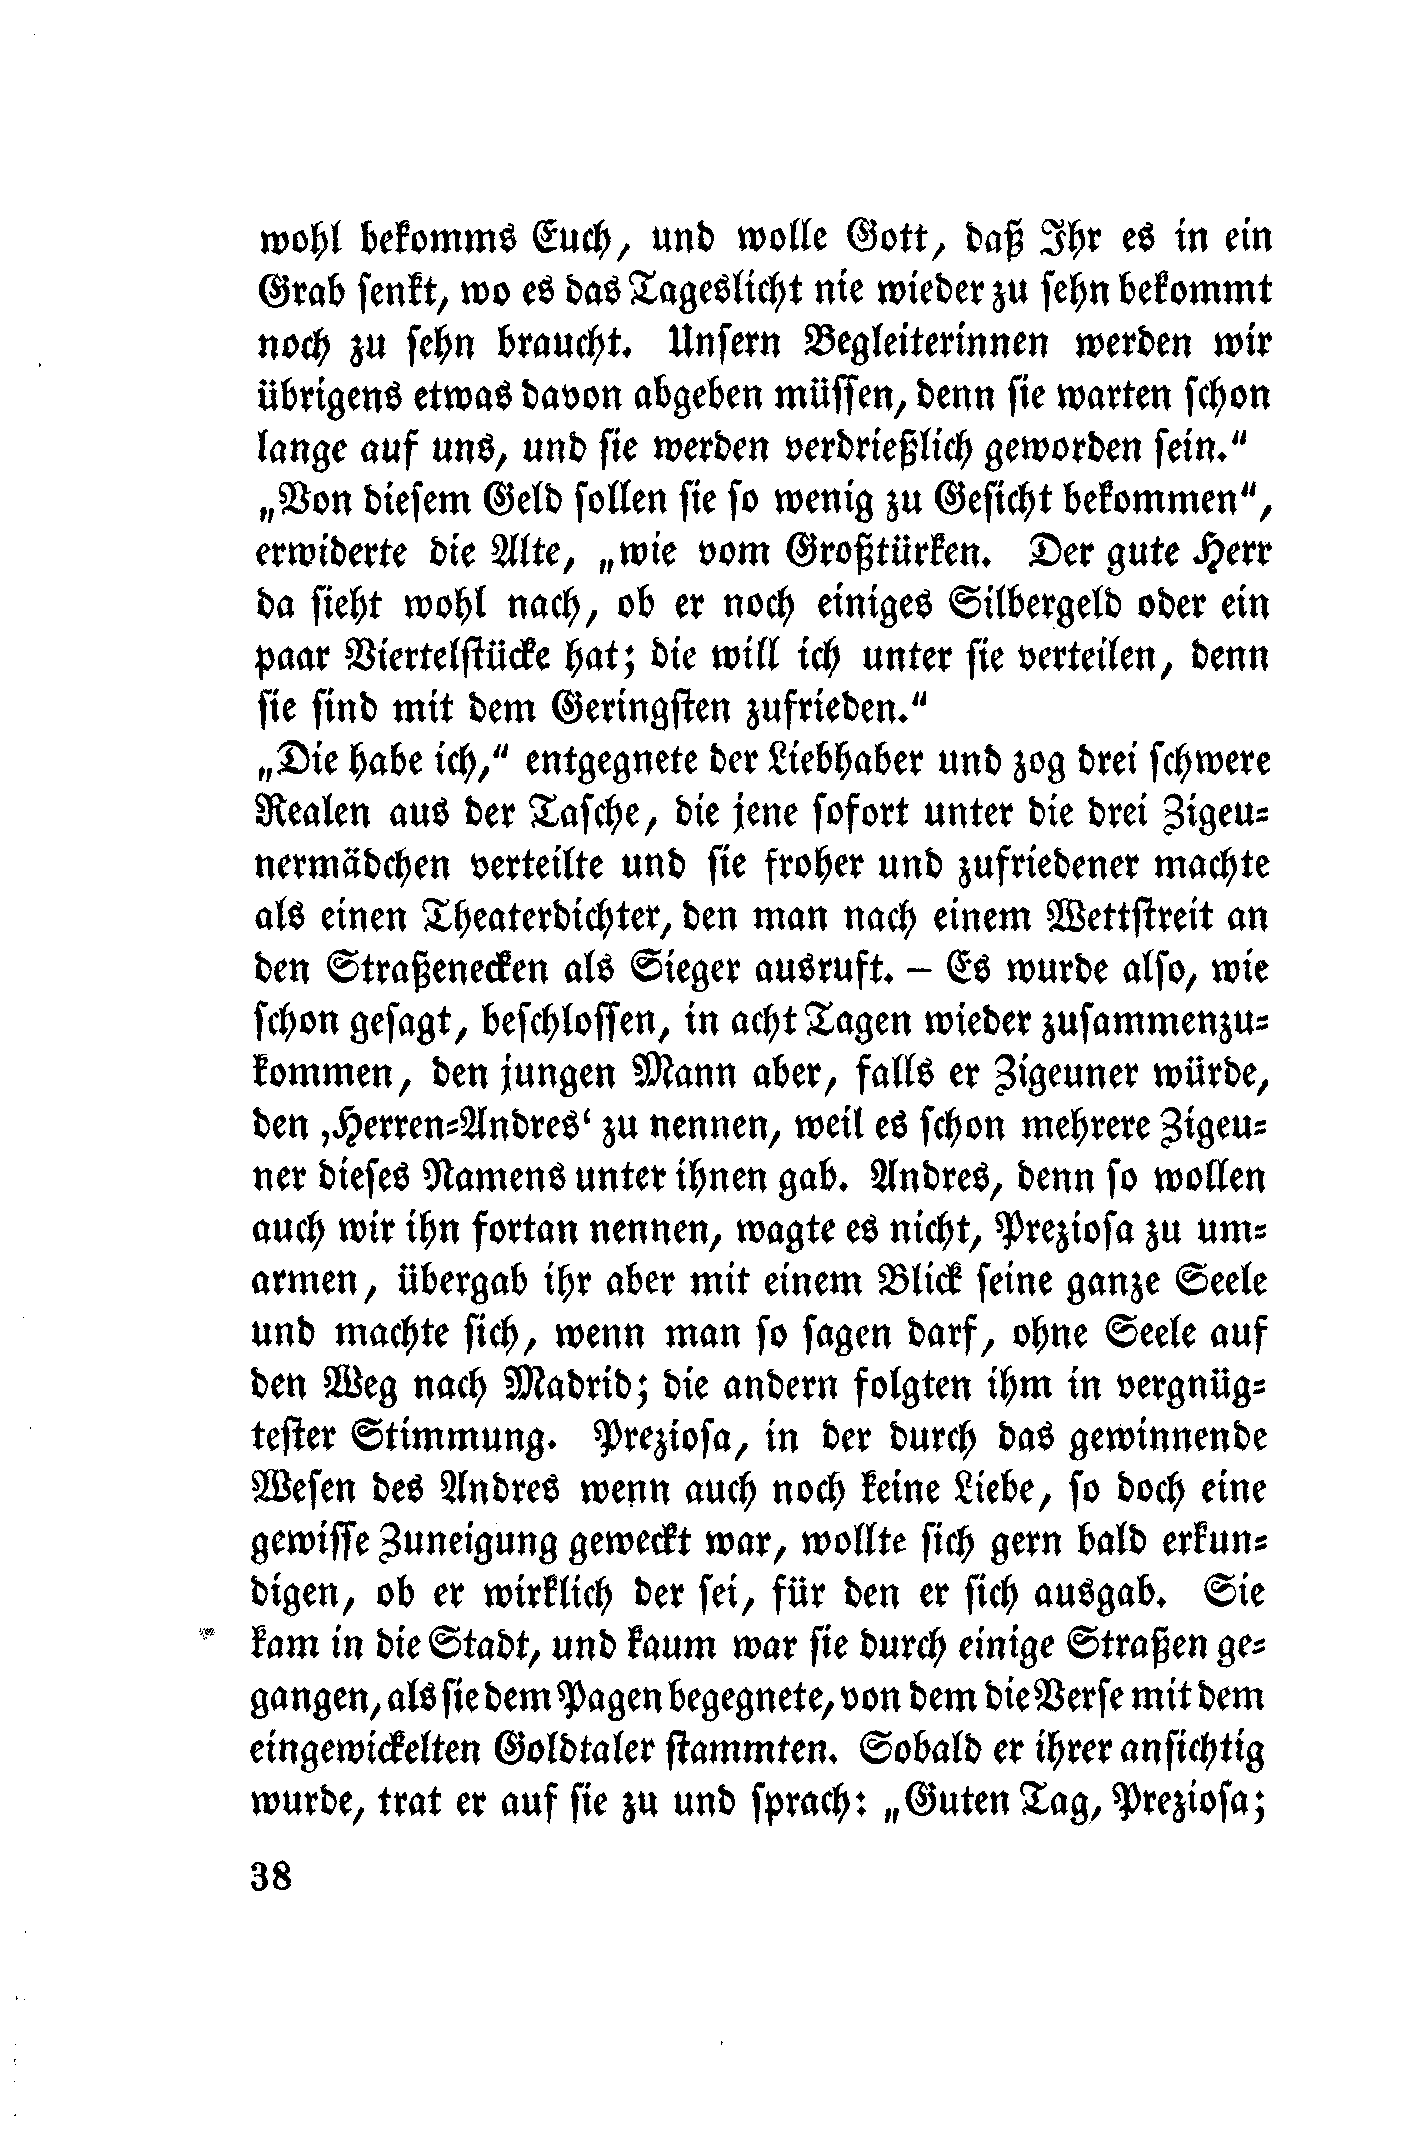 wohl bekomms Euch, und wolle Gott, daß Ihr es in ein
Grab senkt, wo es das Tageslicht nie wieder zu sehn bekommt
noch zu sehn braucht. Unsern Begleiterinnen werden wir
übrigens etwas davon abgeben müssen, denn sie warten schon
lange auf uns, und sie werden verdrießlich geworden sein.“
„Von diesem Geld sollen sie so wenig zu Gesicht bekommen“,
erwiderte die Alte, „wie vom Großtürken. Der gute Herr
da sieht wohl nach, ob er noch einiges Silbergeld oder ein
paar Viertelstücke hat; die will ich unter sie verteilen, denn
sie sind mit dem Geringsten zufrieden.“
„Die habe ich,“ entgegnete der Liebhaber und zog drei schwere
Realen aus der Tasche, die jene sofort unter die drei Zigeu=
nermädchen verteilte und sie froher und zufriedener machte
als einen Theaterdichter, den man nach einem Wettstreit an
den Straßenecken als Sieger ausruft. – Es wurde also, wie
schon gesagt, beschlossen, in acht Tagen wieder zusammenzu=
kommen, den jungen Mann aber, falls er Zigeuner würde,
den ‚Herren=Andres‘ zu nennen, weil es schon mehrere Zigeu=
ner dieses Namens unter ihnen gab. Andres, denn so wollen
auch wir ihn fortan nennen, wagte es nicht, Preziosa zu um=
armen, übergab ihr aber mit einem Blick seine ganze Seele
und machte sich, wenn man so sagen darf, ohne Seele auf
den Weg nach Madrid; die andern folgten ihm in vergnüg=
tester Stimmung. Preziosa, in der durch das gewinnende
Wesen des Andres wenn auch noch keine Liebe, so doch eine
gewisse Zuneigung geweckt war, wollte sich gern bald erkun=
digen, ob er wirklich der sei, für den er sich ausgab. Sie
kam in die Stadt, und kaum war sie durch einige Straßen ge=
gangen, als sie dem Pagen begegnete, von dem die Verse mit dem
eingewickelten Goldtaler stammten. Sobald er ihrer ansichtig
wurde, trat er auf sie zu und sprach: „Guten Tag, Preziosa;
38